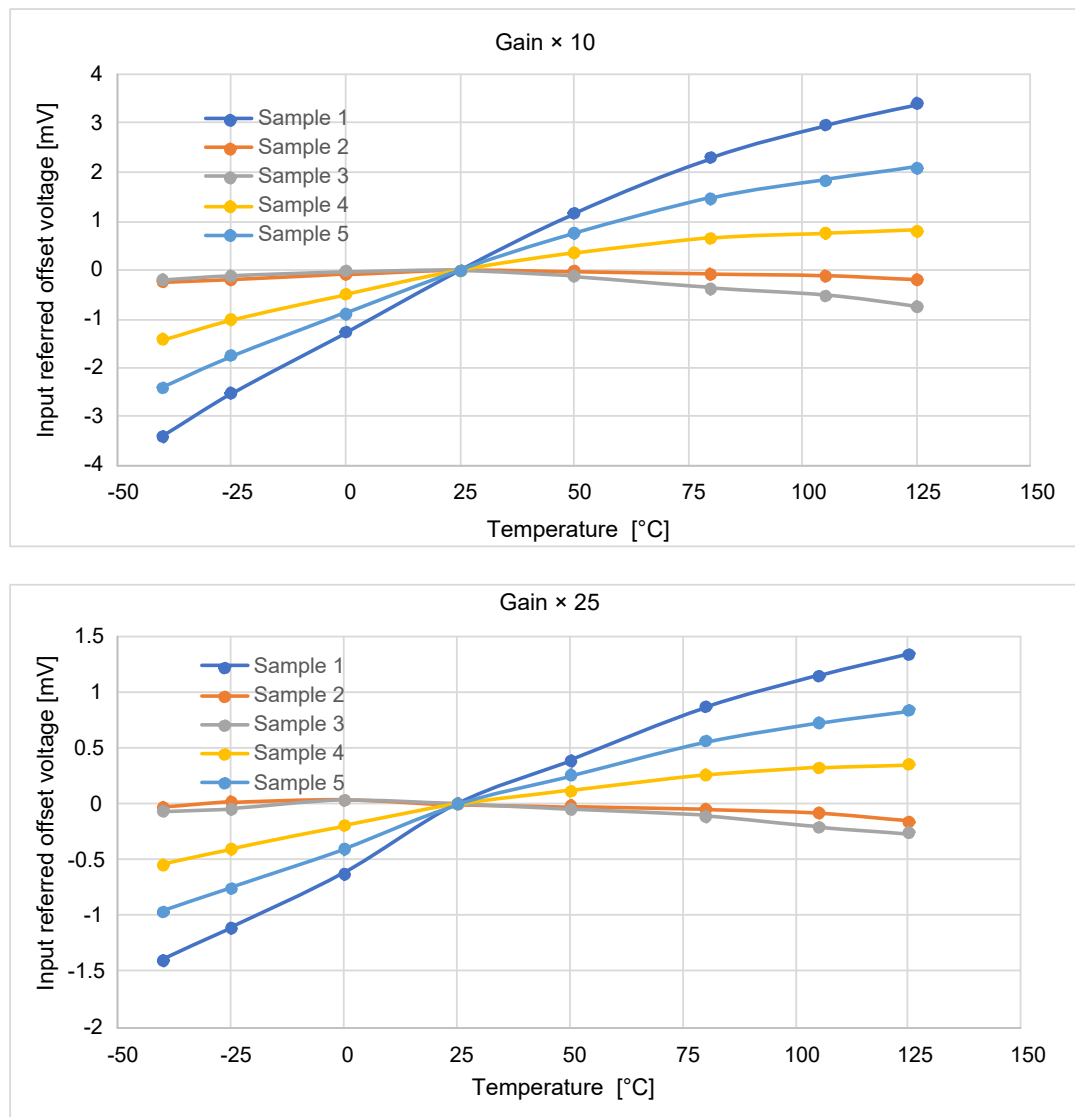 Gain × 10
Input referred offset voltage [mV]
4
3
2
1
0
-1
-2
-3
-4
Sample 1
Sample 2
Sample 3
Sample 4
Sample 5
-50 -25 0 25 50 75 100 125 150
Temperature [°C]
Gain × 25
Input referred offset voltage [mV]
1.5
1
0.5
0
-0.5
-1
-1.5
-2
Sample 1
Sample 2
Sample 3
Sample 4
Sample 5
-50 -25 0 25 50 75 100 125 150
Temperature [°C]